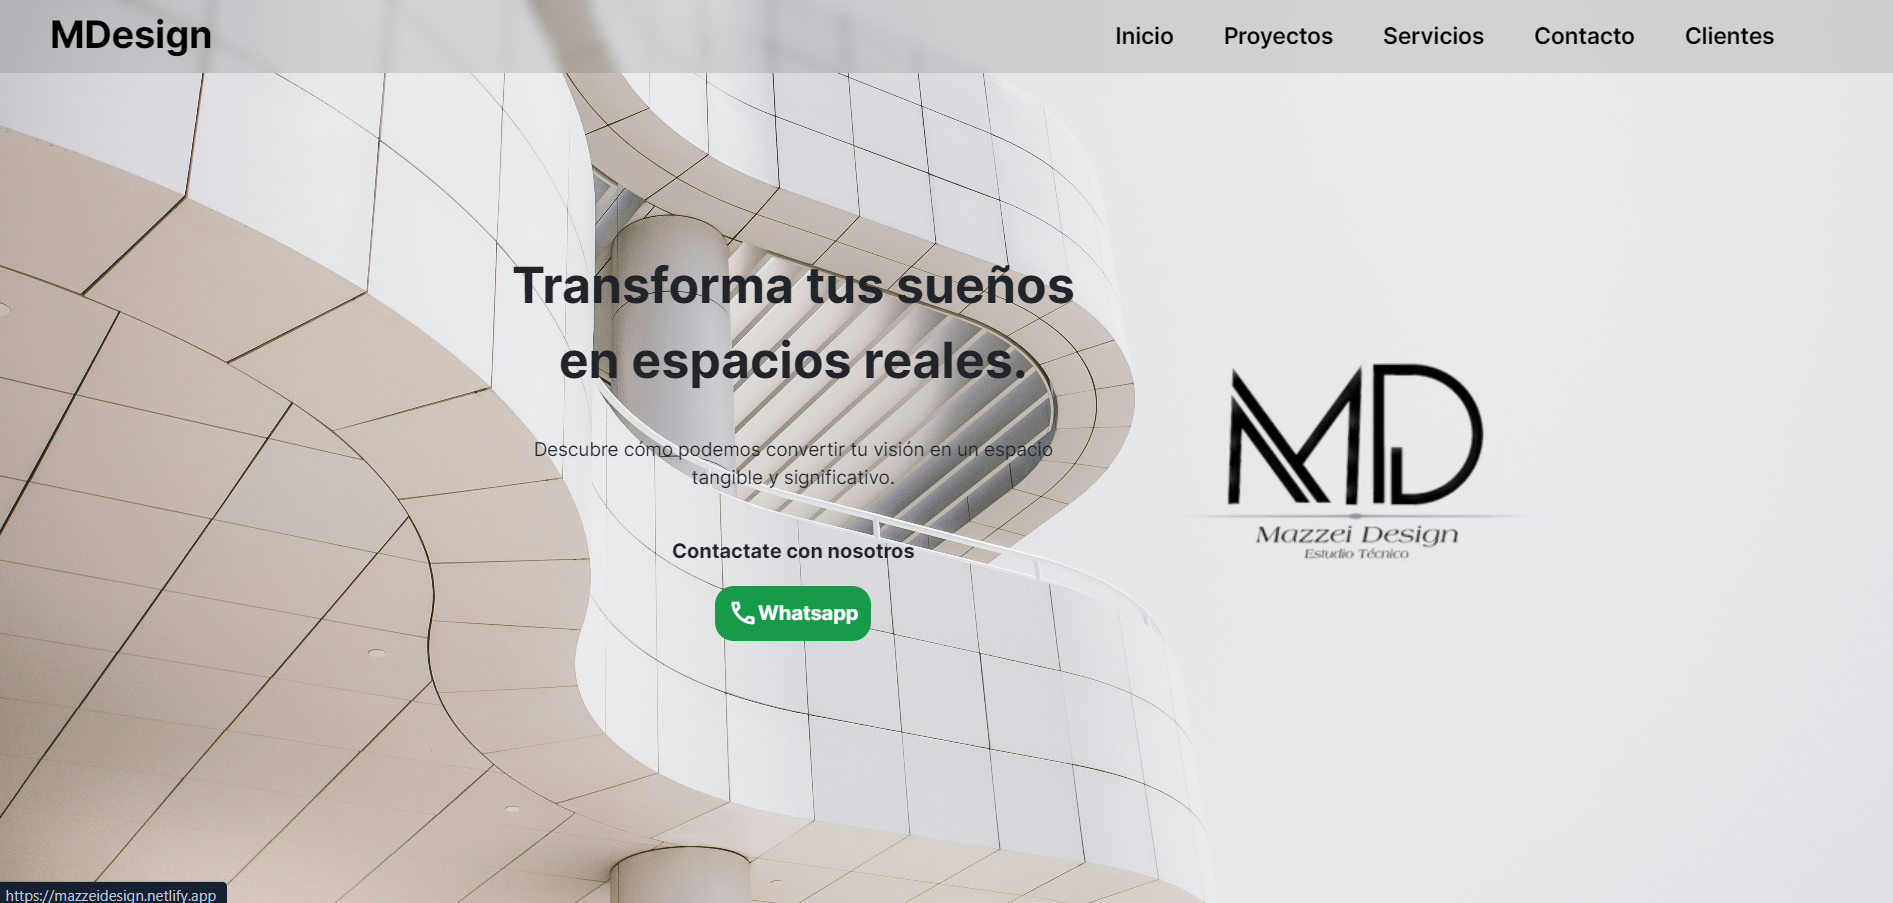 MDesign
Inicio Proyectos Servicios Contacto Clientes
Transforma tus sueños
en espacios reales.
Descubre cómo podemos convertir tu visión en un espacio
tangible y significativo.
Contactate con nosotros
Whatsapp
MD
Mazzei Design
Estudio Técnico
https://mazzeidesign.netlify.app